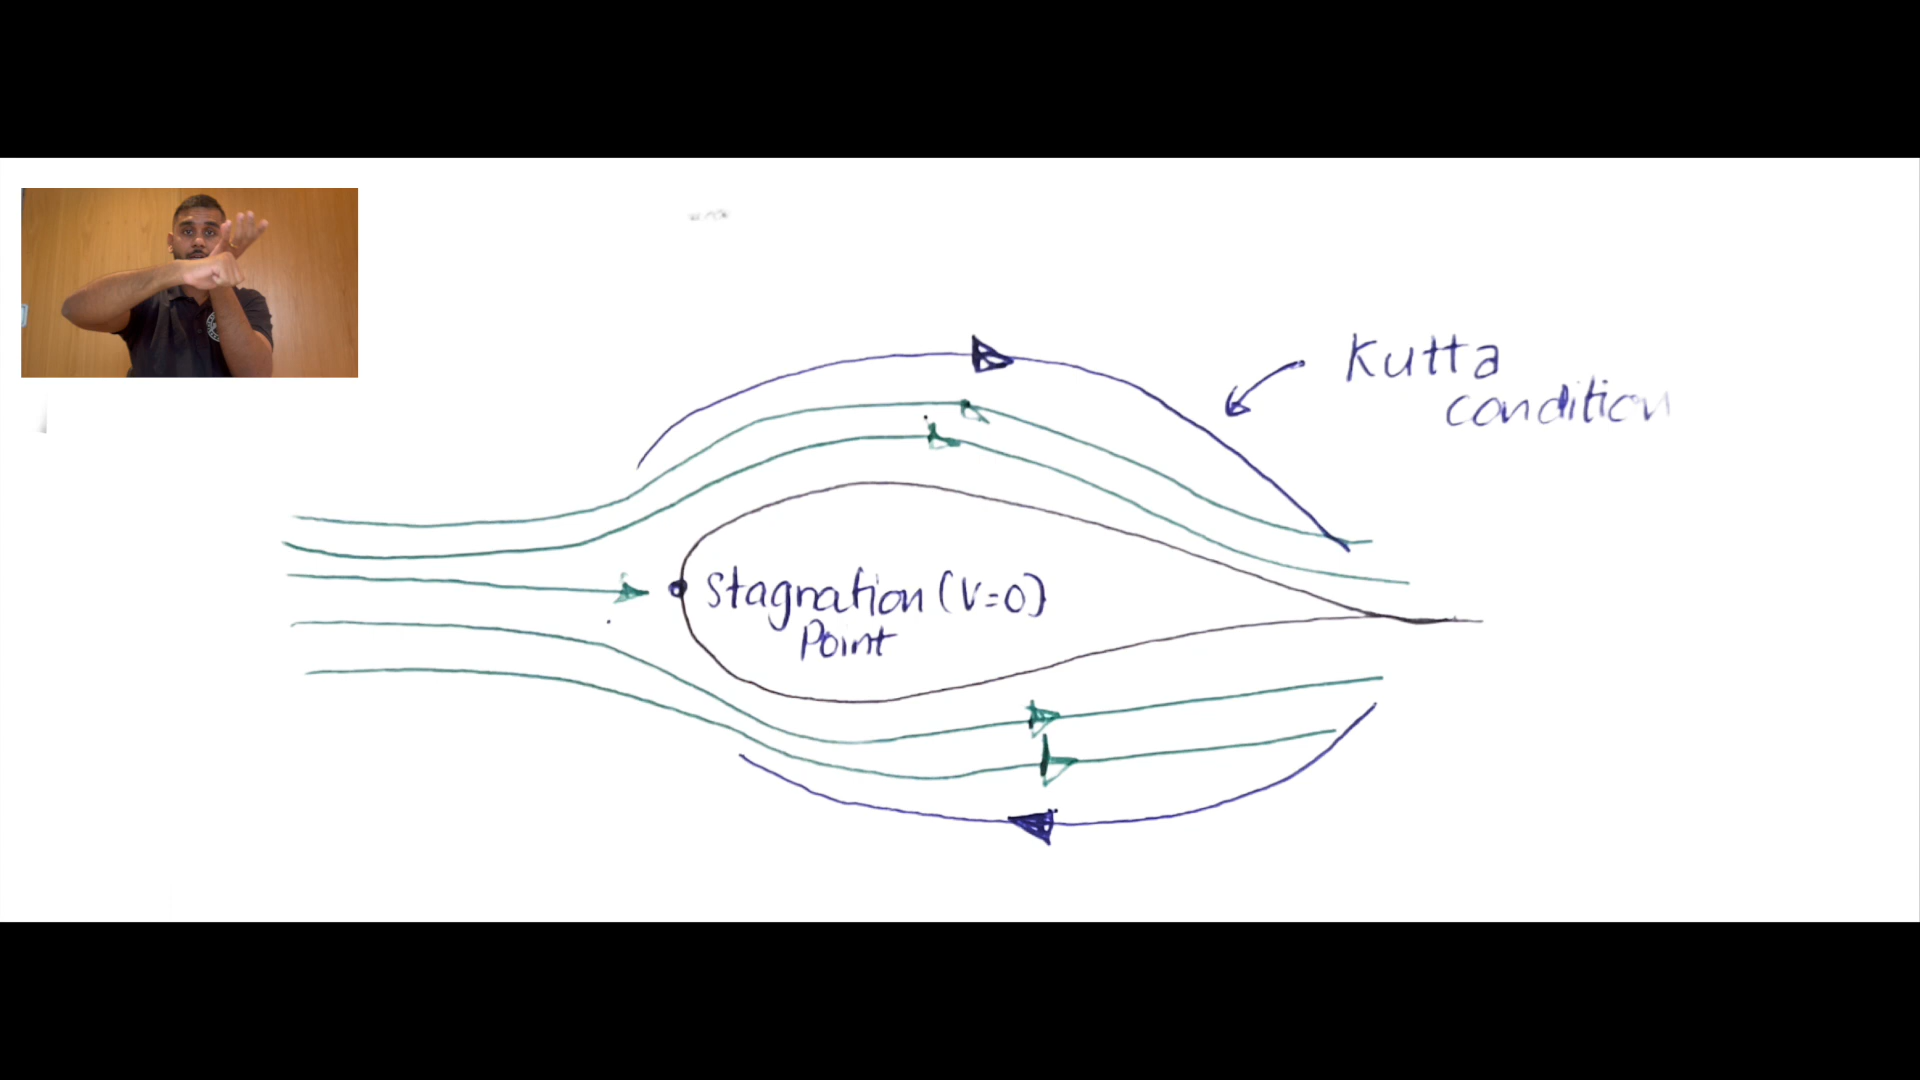 Kutta
condition
Stagnation (V=0)
Point